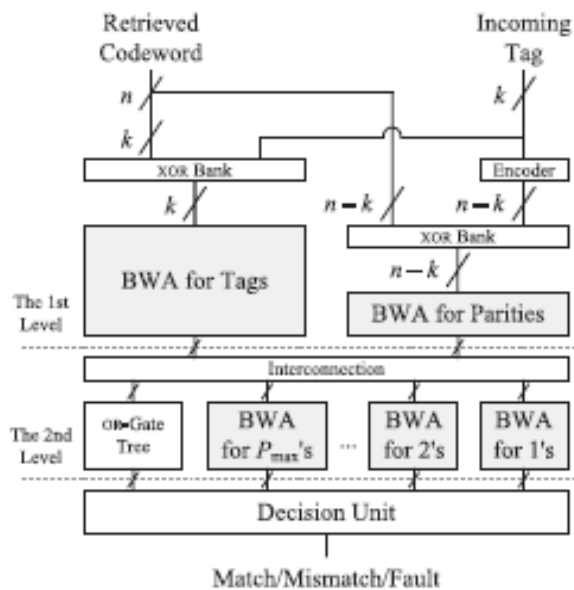 Retrieved
Codeword
Incoming
Tag
n
k
k
XOR Bank
Encoder
k
n – k
n – k
XOR Bank
BWA for Tags
n – k
BWA for Parities
The 1st
Level
Interconnection
The 2nd
Level
OR-Gate
Tree
BWA
for Pmax's
...
BWA
for 2's
BWA
for 1's
Decision Unit
Match/Mismatch/Fault